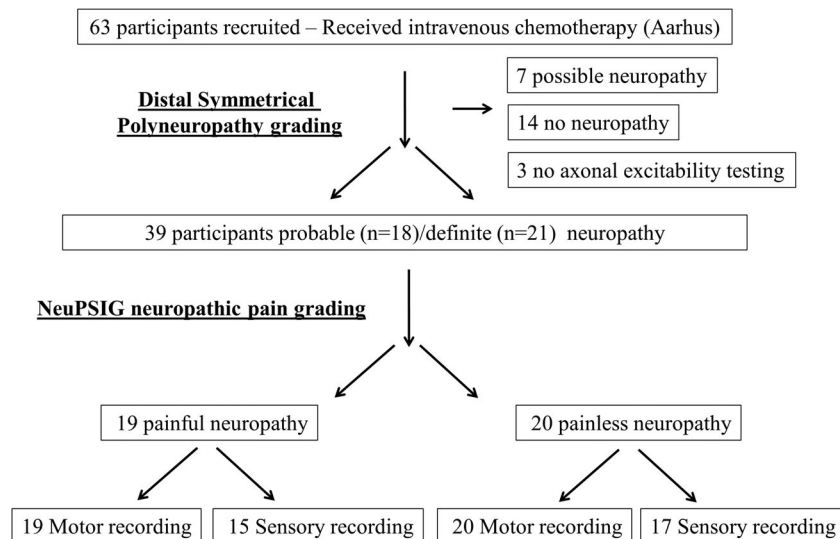 63 participants recruited – Received intravenous chemotherapy (Aarhus)
Distal Symmetrical
Polyneuropathy grading
7 possible neuropathy
14 no neuropathy
3 no axonal excitability testing
39 participants probable (n=18)/definite (n=21) neuropathy
NeuPSIG neuropathic pain grading
19 painful neuropathy
20 painless neuropathy
19 Motor recording
15 Sensory recording
20 Motor recording
17 Sensory recording